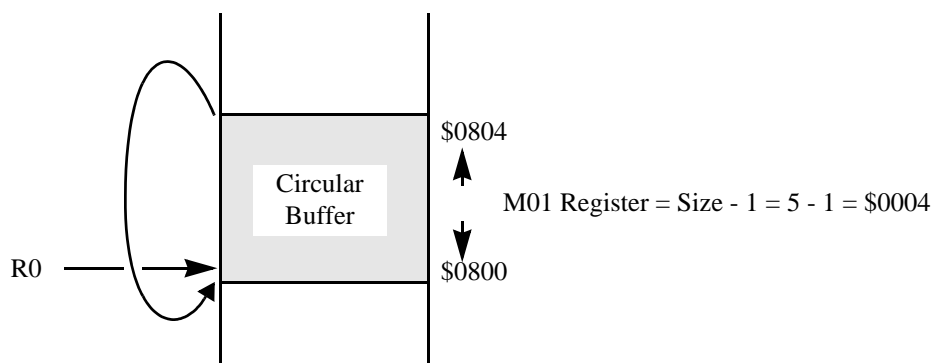 $0804
Circular
Buffer
M01 Register = Size - 1 = 5 - 1 = $0004
R0
$0800